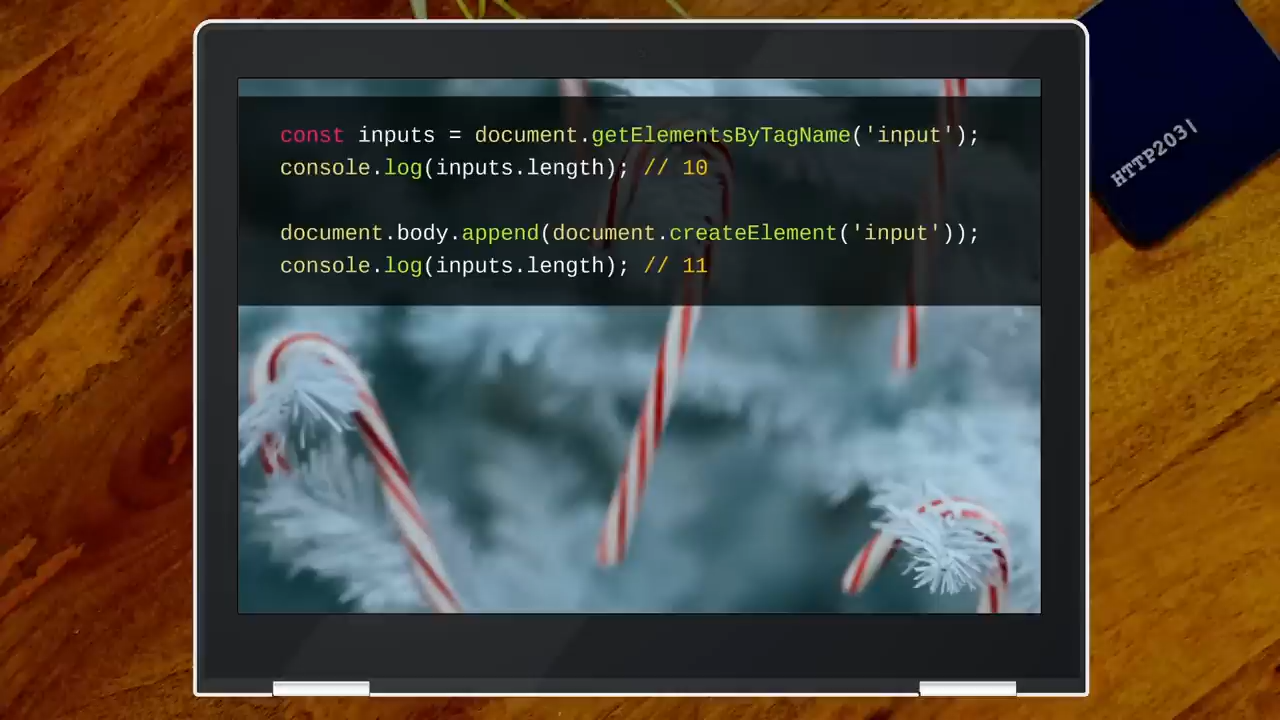 const inputs = document.getElementsByTagName('input');
console.log(inputs.length); // 10
document.body.append(document.createElement('input'));
console.log(inputs.length); // 11
HTTP203|